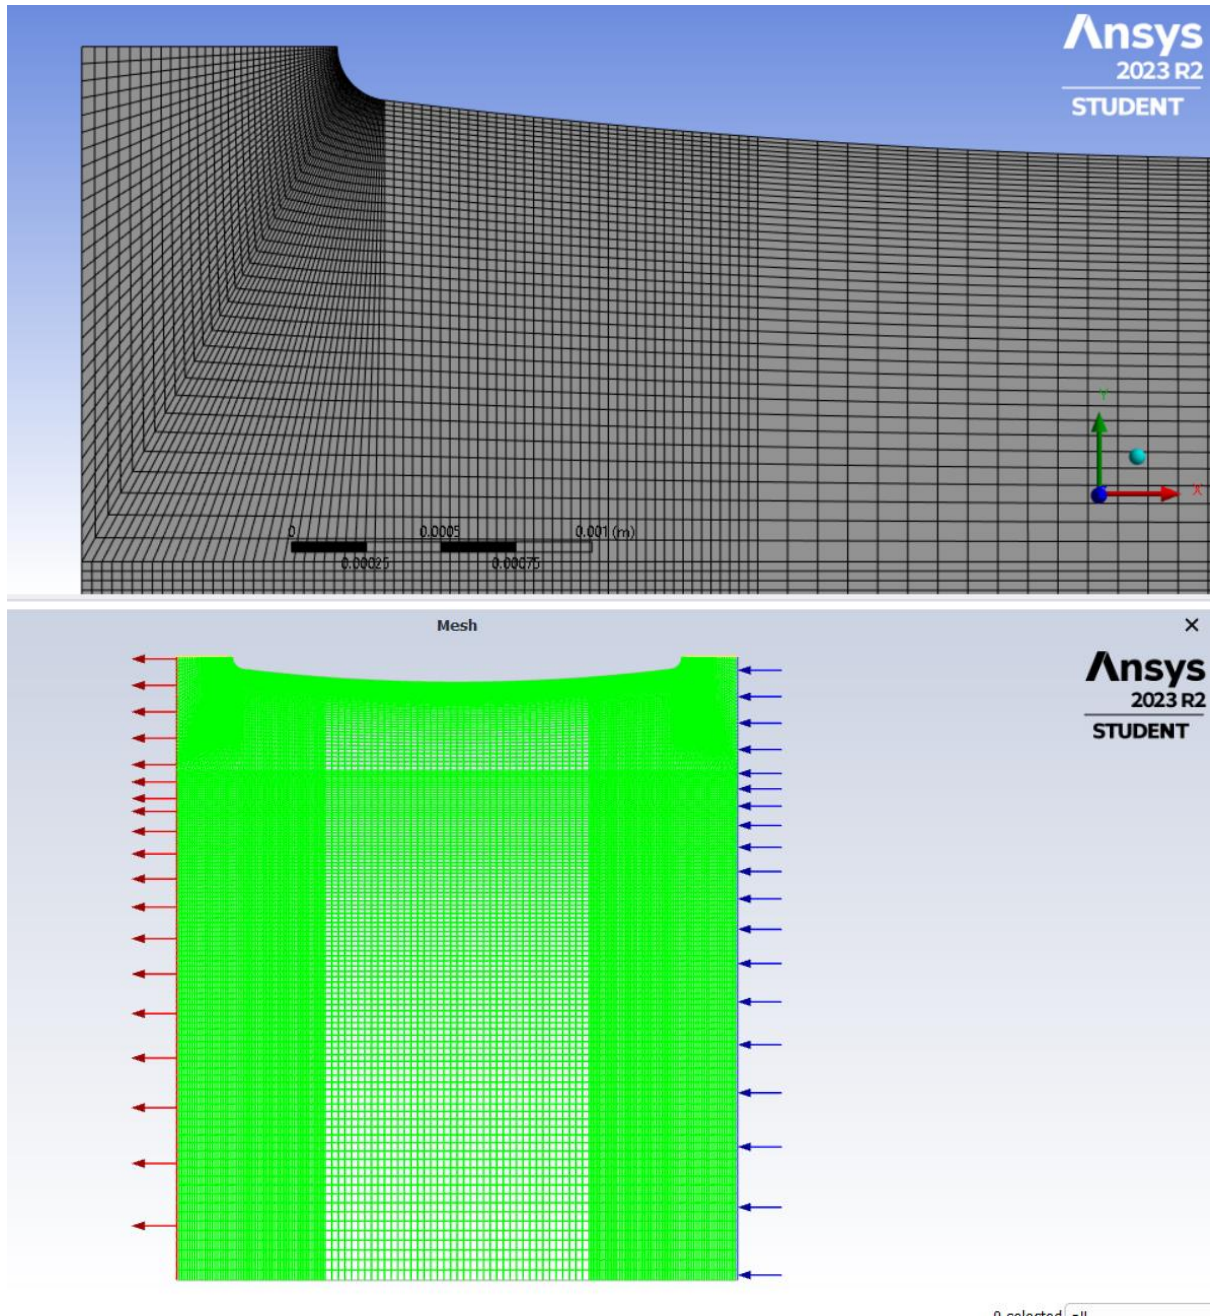 Ansys
2023 R2
STUDENT
Y
X
0 0.0005 0.001 (m)
0.00025 0.00075
Mesh
Ansys
2023 R2
STUDENT
0 selected all